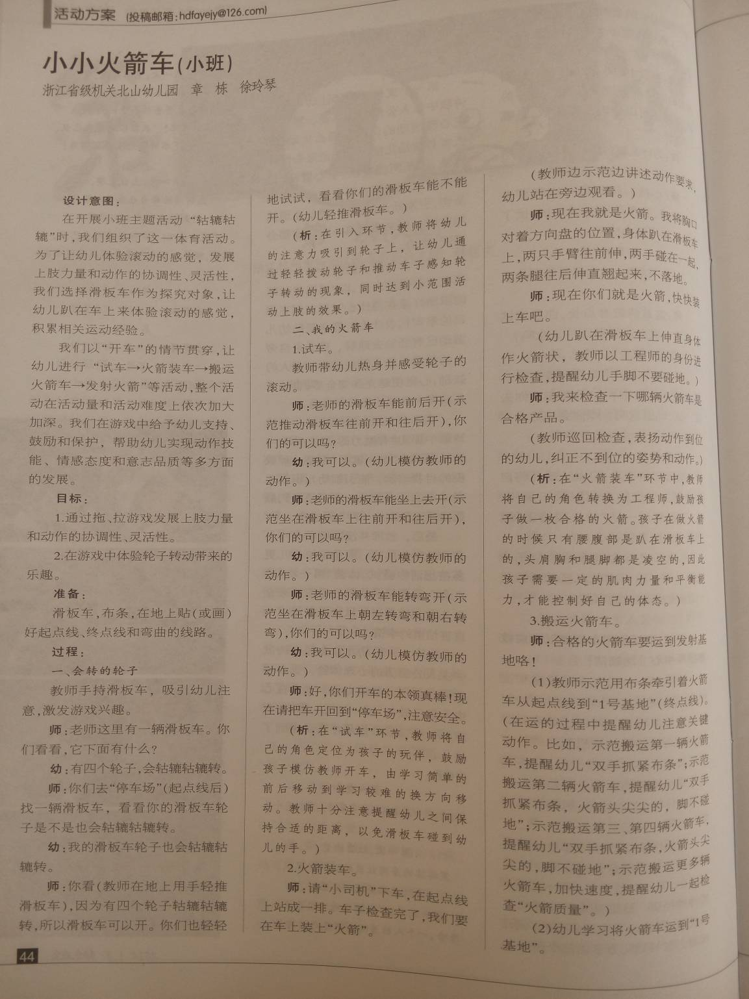 活动方案 (投稿邮箱:hdfayejy@126.com)
小小火箭车(小班)
浙江省级机关北山幼儿园 章 栋 徐玲琴
设计意图:
在开展小班主题活动“轱辘轱
辘”时,我们组织了这一体育活动。
为了让幼儿体验滚动的感觉，发展
上肢力量和动作的协调性、灵活性,
我们选择滑板车作为探究对象,让
幼儿趴在车上来体验滚动的感觉，
积累相关运动经验。
我们以“开车”的情节贯穿,让
幼儿进行“试车→火箭装车→搬运
火箭车→发射火箭”等活动,整个活
动在活动量和活动难度上依次加大
加深。我们在游戏中给予幼儿支持、
鼓励和保护，帮助幼儿实现动作技
能、情感态度和意志品质等多方面
的发展。
目标:
1.通过拖、拉游戏发展上肢力量
和动作的协调性、灵活性。
2.在游戏中体验轮子转动带来的
乐趣。
准备:
滑板车,布条,在地上贴(或画)
好起点线、终点线和弯曲的线路。
过程:
一、会转的轮子
教师手持滑板车，吸引幼儿注
意,激发游戏兴趣。
师:老师这里有一辆滑板车。你
们看看,它下面有什么?
幼:有四个轮子,会轱辘轱辘转。
师:你们去“停车场”(起点线后)
找一辆滑板车，看看你的滑板车轮
子是不是也会轱辘轱辘转。
幼:我的滑板车轮子也会轱辘轱
辘转。
师:你看(教师在地上用手轻推
滑板车),因为有四个轮子轱辘轱辘
转,所以滑板车可以开。你们也轻轻
地试试，看看你们的滑板车能不能
开。(幼儿轻推滑板车。)
(析:在引入环节,教师将幼儿
的注意力吸引到轮子上，让幼儿通
过轻轻拨动轮子和推动车子感知轮
子转动的现象，同时达到小范围活
动上肢的效果。)
二、我的火箭车
1.试车。
教师带幼儿热身并感受轮子的
滚动。
师:老师的滑板车能前后开(示
范推动滑板车往前开和往后开),你
们的可以吗?
幼:我可以。(幼儿模仿教师的
动作。)
师:老师的滑板车能坐上去开(示
范坐在滑板车上往前开和往后开),
你们的可以吗?
幼:我可以。(幼儿模仿教师的
动作。)
师:老师的滑板车能转弯开(示
范坐在滑板车上朝左转弯和朝右转
弯),你们的可以吗?
幼:我可以。(幼儿模仿教师的
动作。)
师:好,你们开车的本领真棒!现
在请把车开回到“停车场”,注意安全。
(析:在“试车”环节,教师将自
己的角色定位为孩子的玩伴，鼓励
孩子模仿教师开车，由学习简单的
前后移动到学习较难的换方向移
动。教师十分注意提醒幼儿之间保
持合适的距离，以免滑板车碰到幼
儿的手。)
2.火箭装车。
师:请“小司机”下车,在起点线
上站成一排。车子检查完了,我们要
在车上装上“火箭”。
(教师边示范边讲述动作要求,
幼儿站在旁边观看。)
师:现在我就是火箭。我将胸口
对着方向盘的位置,身体趴在滑板车
上,两只手臂往前伸,两手碰在一起,
两条腿往后伸直翘起来,不落地。
师:现在你们就是火箭,快快装
上车吧。
(幼儿趴在滑板车上伸直身体
作火箭状，教师以工程师的身份进
行检查,提醒幼儿手脚不要碰地。)
师:我来检查一下哪辆火箭车是
合格产品。
(教师巡回检查,表扬动作到位
的幼儿,纠正不到位的姿势和动作。)
(析:在“火箭装车”环节中,教师
将自己的角色转换为工程师,鼓励孩
子做一枚合格的火箭。孩子在做火箭
的时候只有腰腹部是趴在滑板车上
的,头肩胸和腿脚都是凌空的,因此
孩子需要一定的肌肉力量和平衡能
力,才能控制好自己的体态。)
3.搬运火箭车。
师:合格的火箭车要运到发射基
地咯!
(1)教师示范用布条牵引着火箭
车从起点线到“1号基地”(终点线)。
(在运的过程中提醒幼儿注意关键
动作。比如，示范搬运第一辆火箭
车,提醒幼儿“双手抓紧布条”;示范
搬运第二辆火箭车,提醒幼儿“双手
抓紧布条，火箭头尖尖的，脚不碰
地”;示范搬运第三、第四辆火箭车,
提醒幼儿“双手抓紧布条,火箭头尖
尖的,脚不碰地”;示范搬运更多辆
火箭车,加快速度,提醒幼儿一起检
查“火箭质量”。)
(2)幼儿学习将火箭车运到“1号
基地”。
44